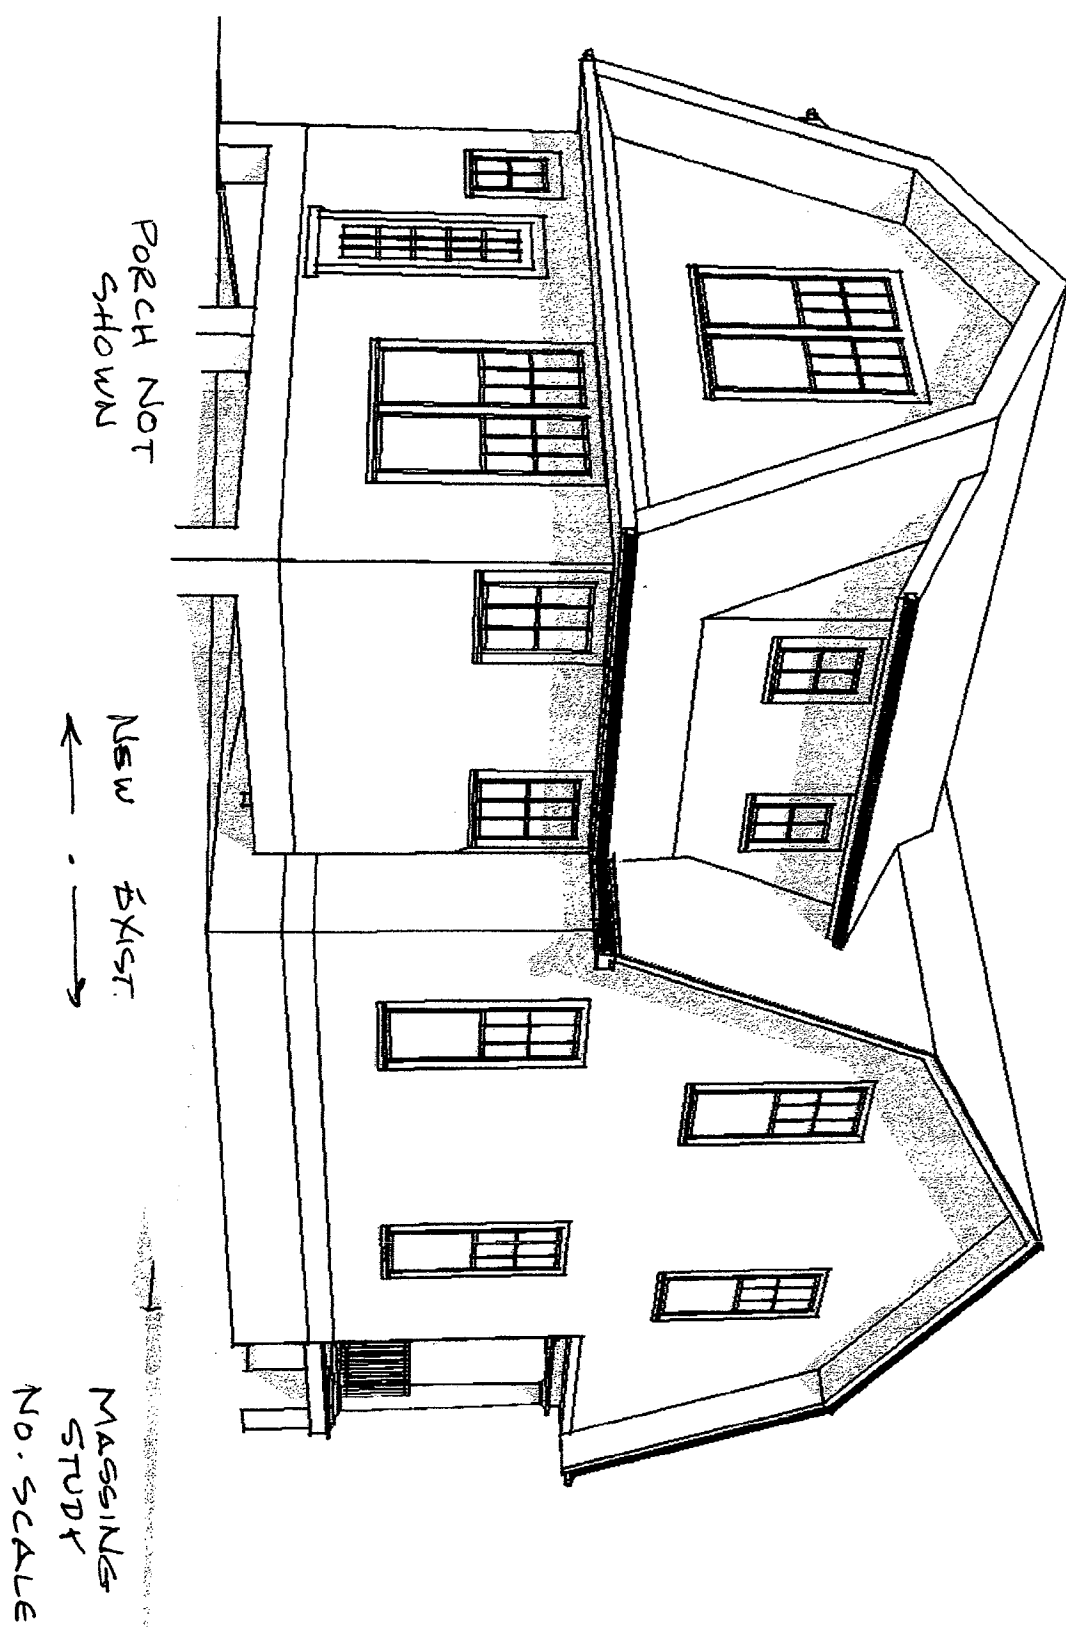 PORCH NOT
SHOWN
NEW . EXIST.
MASSING
STUDY
NO. SCALE